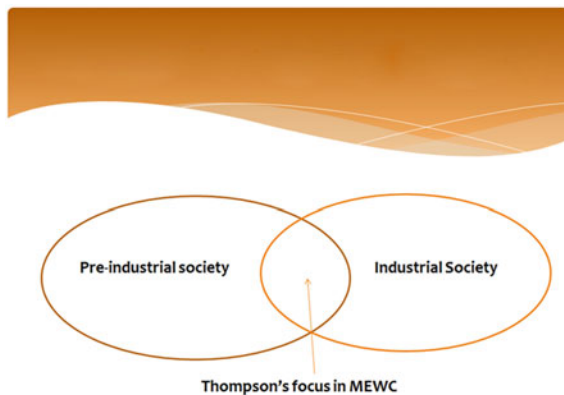 Pre-industrial society
Industrial Society
Thompson's focus in MEWC